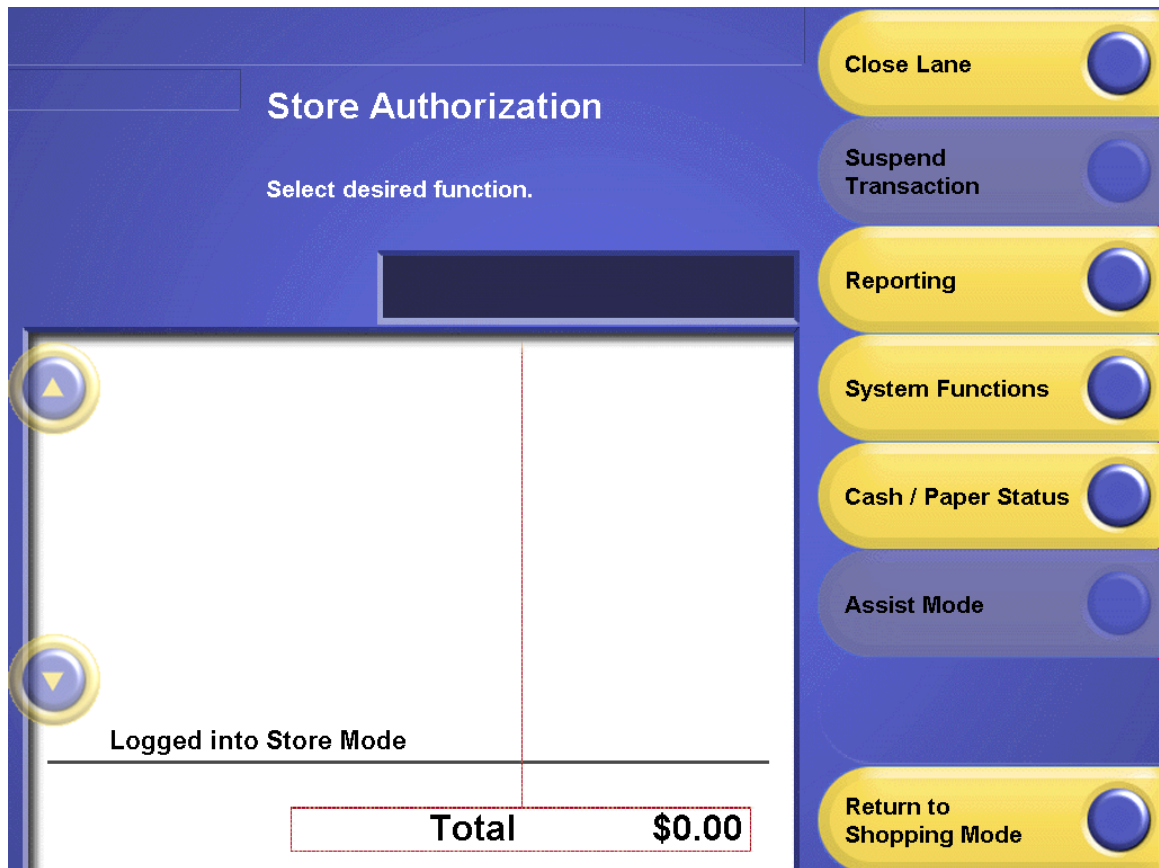 Store Authorization
Select desired function.
Logged into Store Mode
Total $0.00
Close Lane
Suspend
Transaction
Reporting
System Functions
Cash / Paper Status
Assist Mode
Return to
Shopping Mode